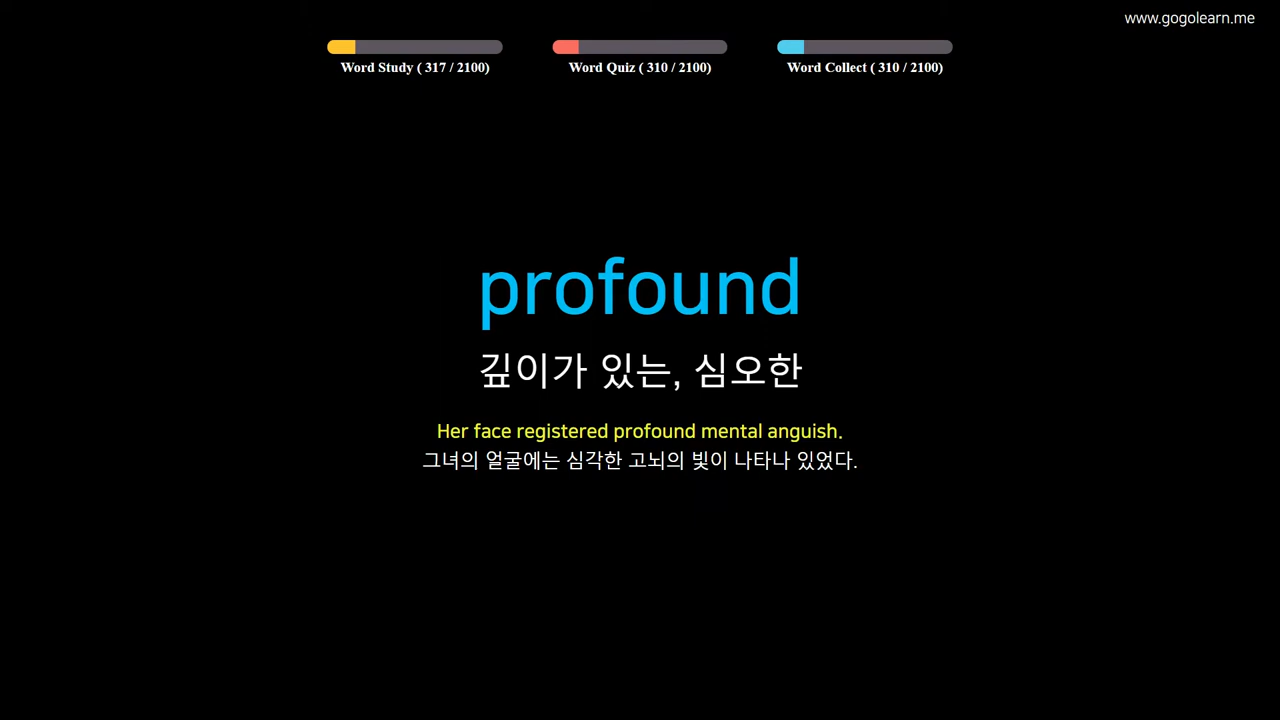 www.gogolearn.me
Word Study ( 317 / 2100)
Word Quiz ( 310 / 2100)
Word Collect ( 310 / 2100)
profound
깊이가 있는, 심오한
Her face registered profound mental anguish.
그녀의 얼굴에는 심각한 고뇌의 빛이 나타나 있었다.